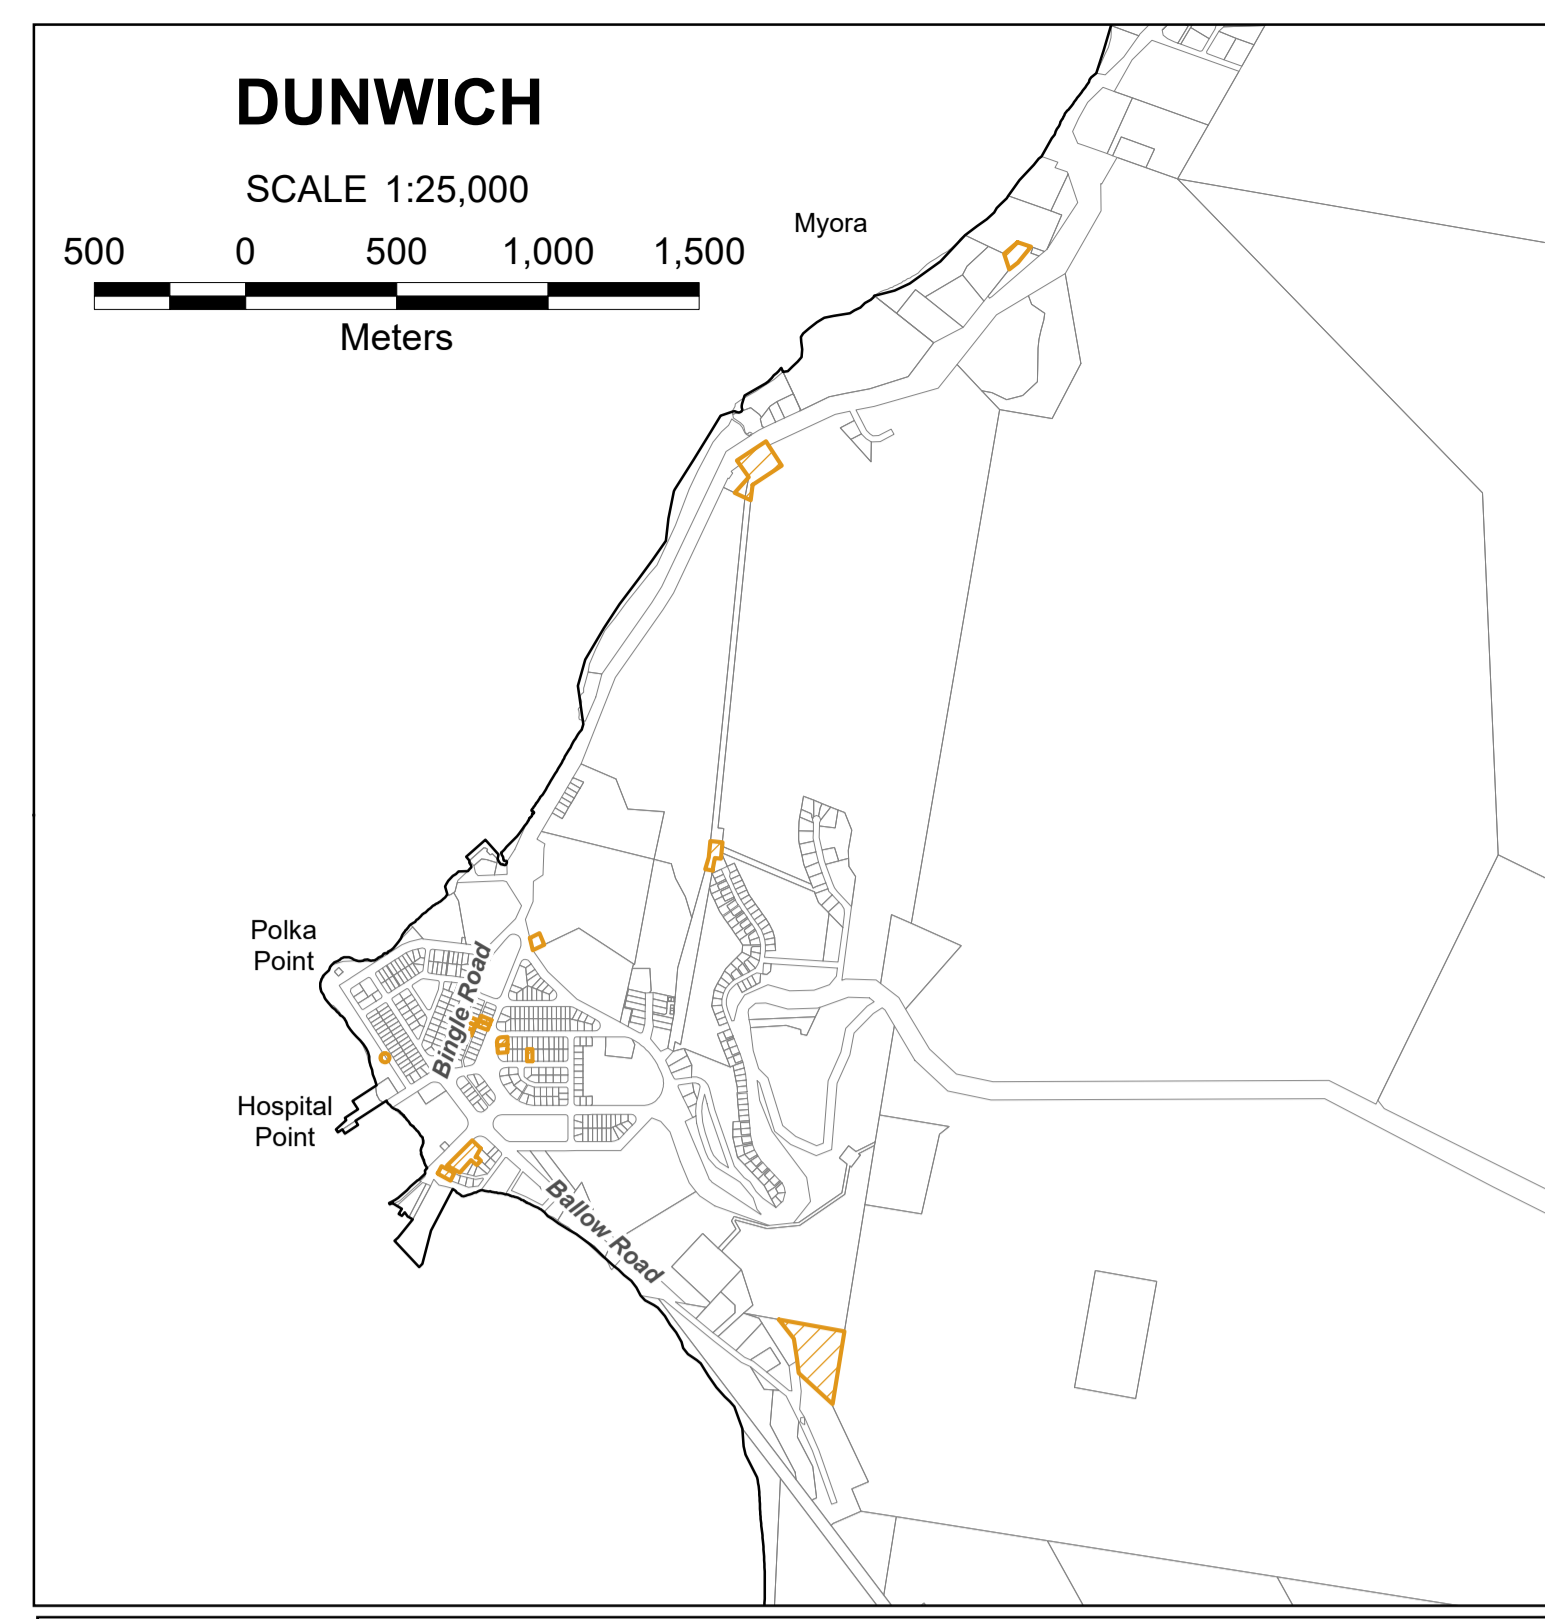 DUNWICH
SCALE 1:25,000
500 0 500 1,000 1,500
Meters
Myora
Polka
Point
Bingle Road
Hospital
Point
Ballow Road